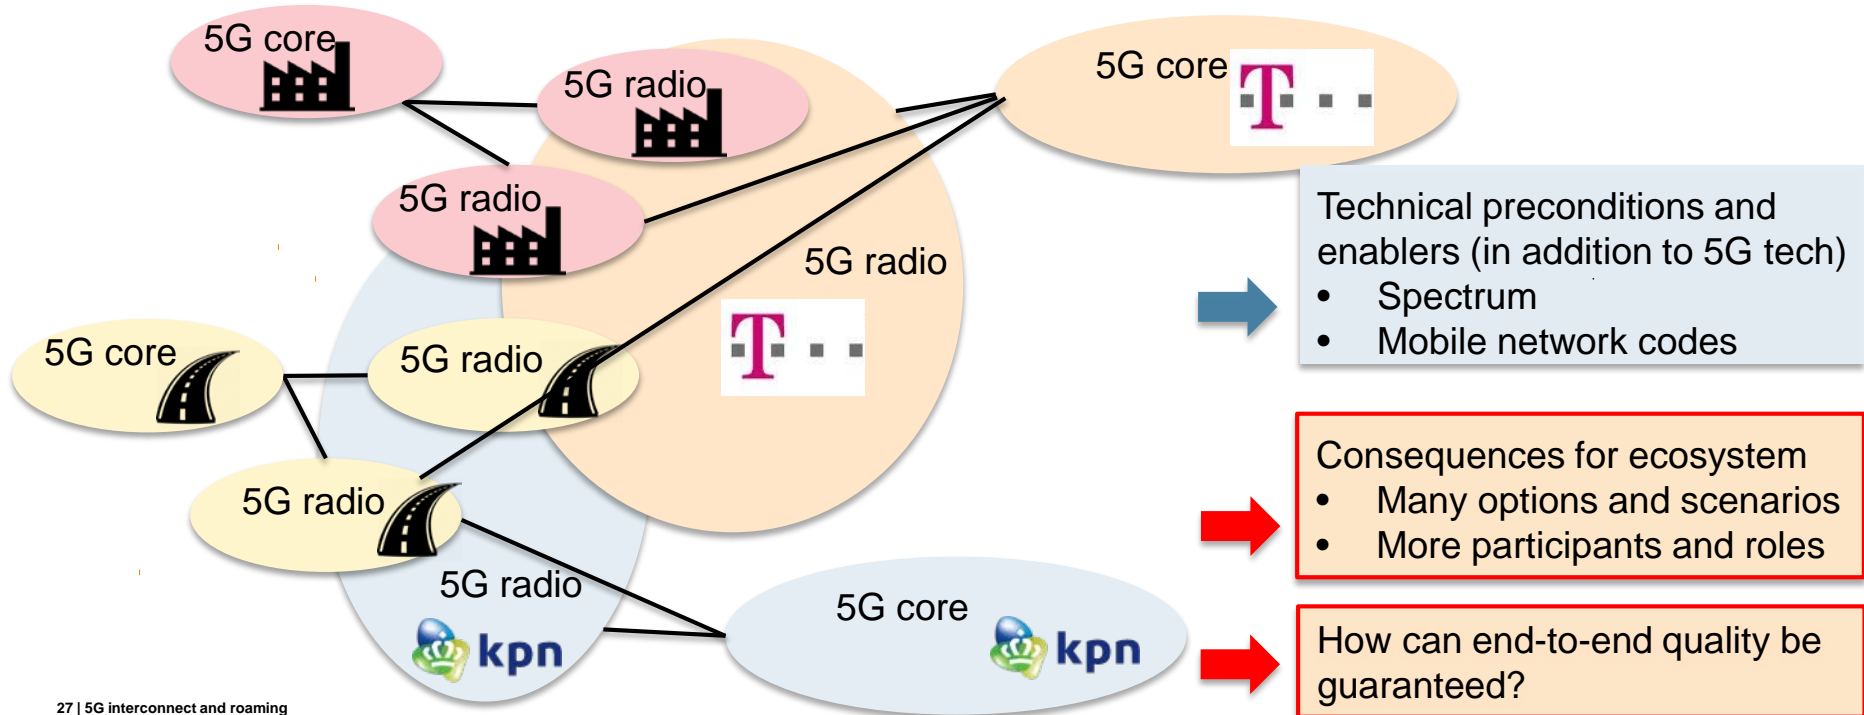 5G core
5G radio
5G core
T
5G radio
5G radio
T
5G core
5G radio
5G radio
5G radio
kpn
5G core
kpn
Technical preconditions and
enablers (in addition to 5G tech)
• Spectrum
• Mobile network codes
Consequences for ecosystem
• Many options and scenarios
• More participants and roles
How can end-to-end quality be
guaranteed?
27 | 5G interconnect and roaming